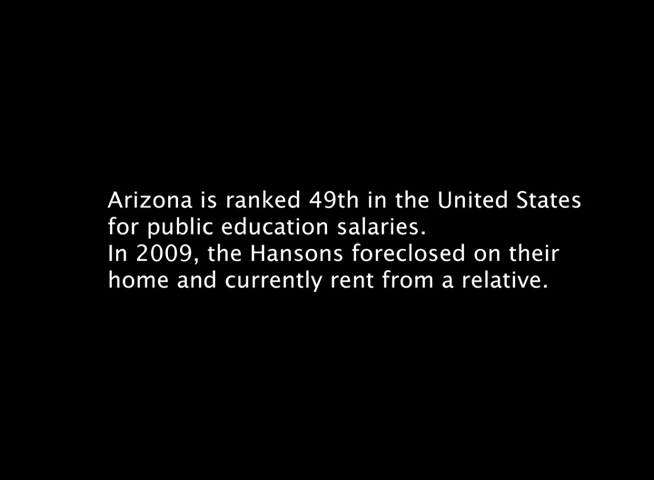 Arizona is ranked 49th in the United States
for public education salaries.
In 2009, the Hansons foreclosed on their
home and currently rent from a relative.